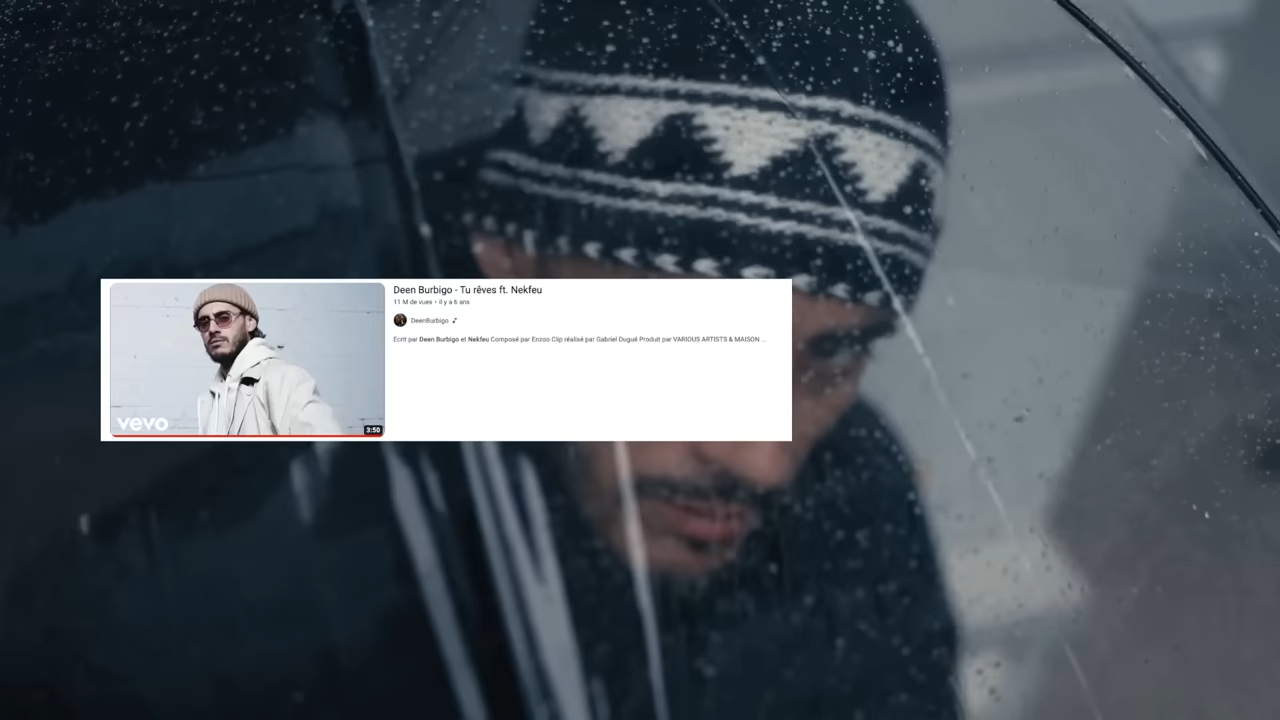 Deen Burbigo - Tu rêves ft. Nekfeu
11 M de vues • il y a 6 ans
DeenBurbigo
Ecrit par Deen Burbigo et Nekfeu Composé par Enzoo Clip réalisé par Gabriel Dugué Produit par VARIOUS ARTISTS & MAISON ...
vevo
3:50